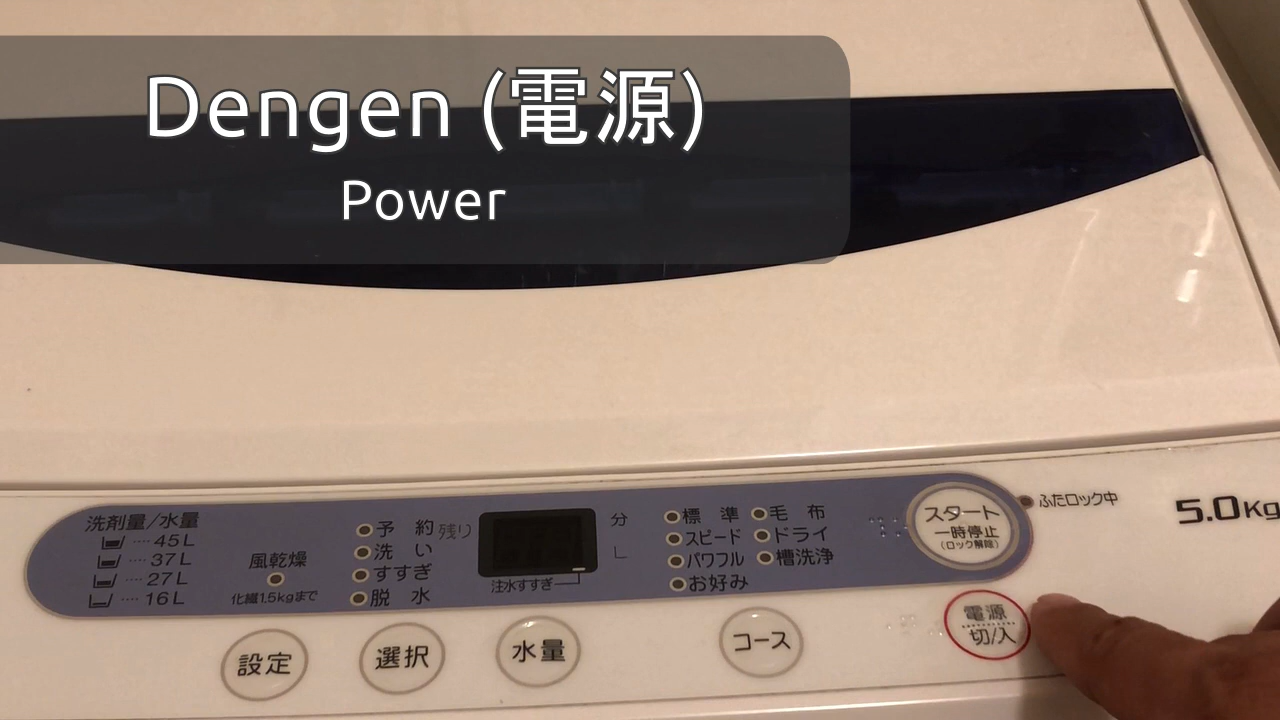 Dengen (電源)
Power
洗剤量/水量
45L
37L
27L
16L
風乾燥
化繊1.5kgまで
予 約
洗 い
すすぎ
脱 水
残り
分
L
注水すすぎ
標 準
スピード
パワフル
お好み
毛 布
ドライ
槽洗浄
スタート
一時停止
(ロック解除)
ふたロック中
5.0Kg
設定
選択
水量
コース
電源
切/入